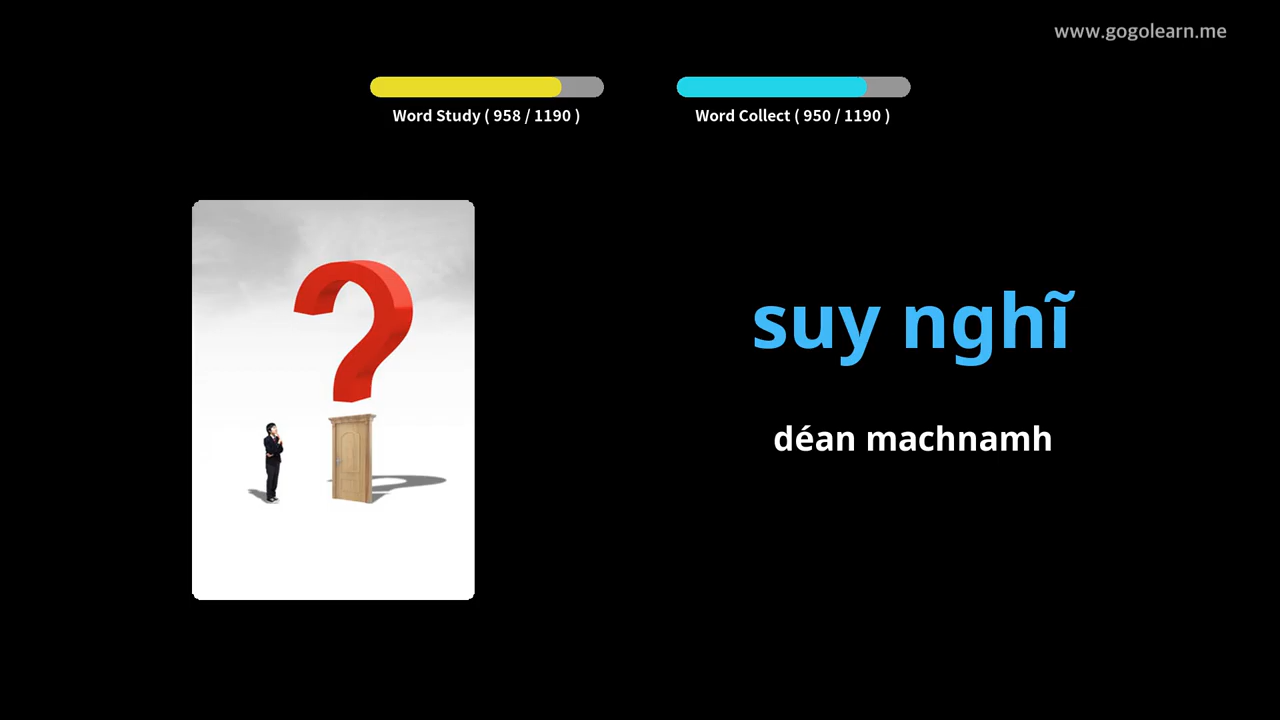 www.gogolearn.me
Word Study ( 958 / 1190 )
Word Collect ( 950 / 1190 )
suy nghĩ
déan machnamh